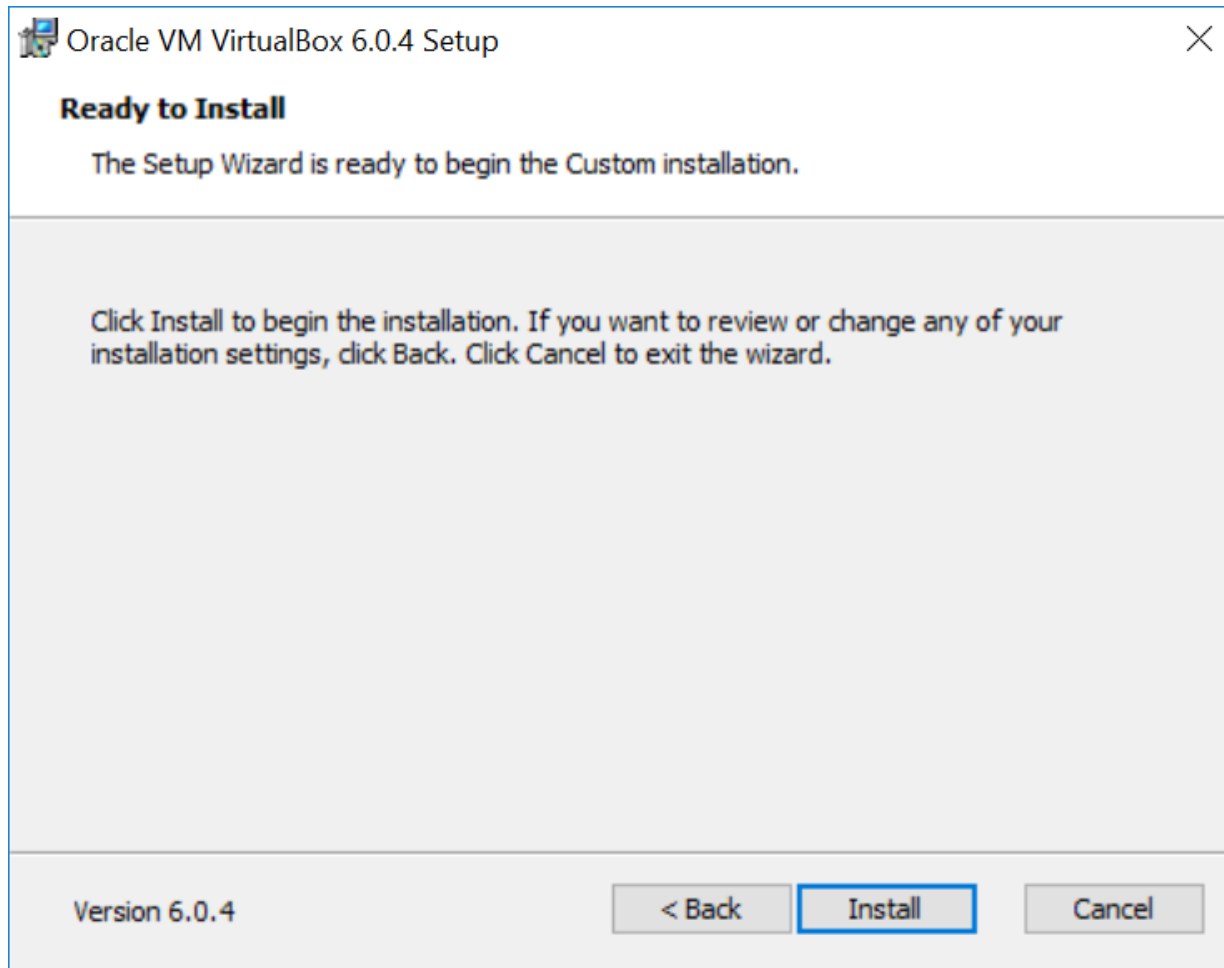 Oracle VM VirtualBox 6.0.4 Setup
Ready to Install
The Setup Wizard is ready to begin the Custom installation.
Click Install to begin the installation. If you want to review or change any of your
installation settings, click Back. Click Cancel to exit the wizard.
Version 6.0.4
< Back
Install
Cancel